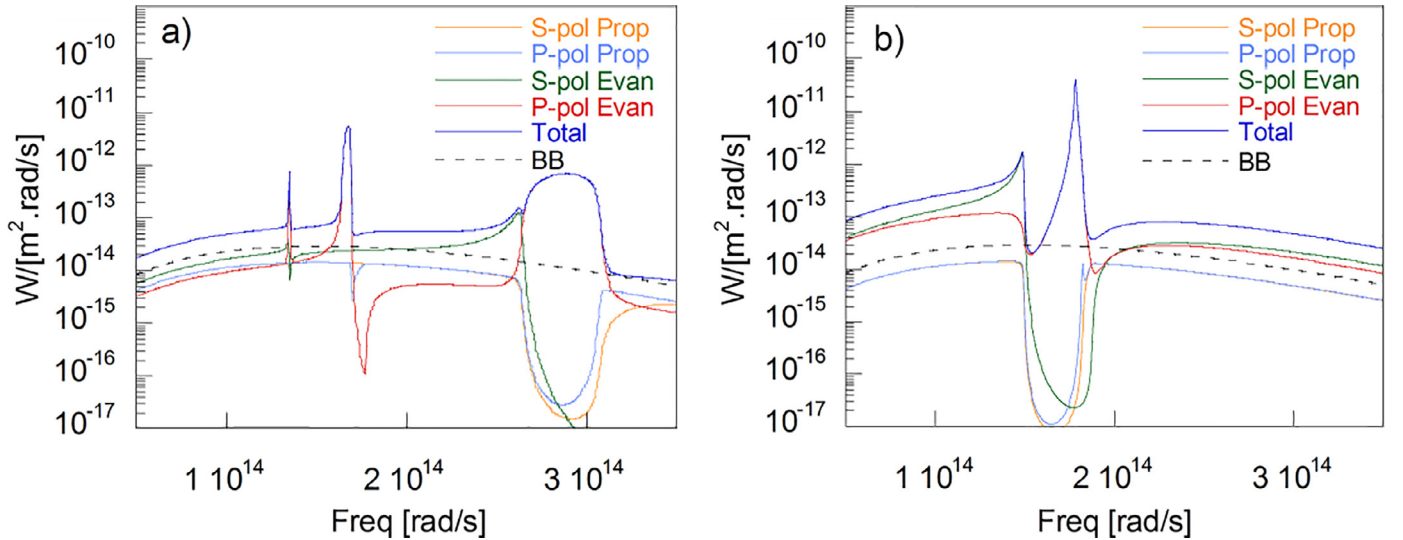 a)
S-pol Prop
P-pol Prop
S-pol Evan
P-pol Evan
Total
BB
10⁻¹⁰
10⁻¹¹
10⁻¹²
10⁻¹³
10⁻¹⁴
10⁻¹⁵
10⁻¹⁶
10⁻¹⁷
W/[m².rad/s]
1 10¹⁴ 2 10¹⁴ 3 10¹⁴
Freq [rad/s]
b)
S-pol Prop
P-pol Prop
S-pol Evan
P-pol Evan
Total
BB
10⁻¹⁰
10⁻¹¹
10⁻¹²
10⁻¹³
10⁻¹⁴
10⁻¹⁵
10⁻¹⁶
10⁻¹⁷
W/[m².rad/s]
1 10¹⁴ 2 10¹⁴ 3 10¹⁴
Freq [rad/s]